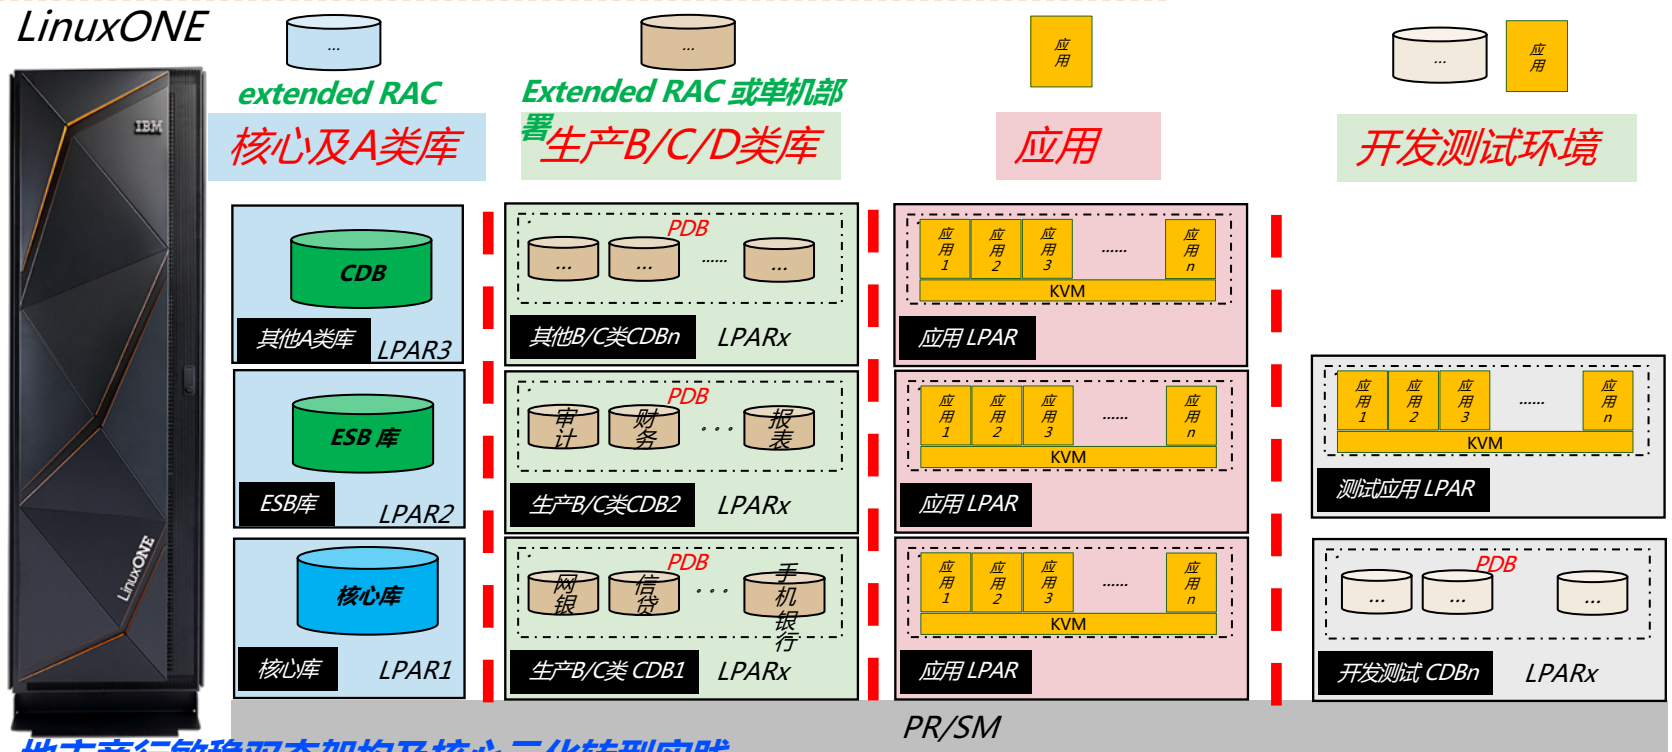 LinuxONE
...
...
应用
...
应用
extended RAC
Extended RAC 或单机部署
核心及A类库
生产B/C/D类库
应用
开发测试环境
IBM
LinuxONE
CDB
其他A类库
LPAR3
ESB 库
ESB库
LPAR2
核心库
核心库
LPAR1
PDB
...
...
......
...
其他B/C类CDBn
LPARx
PDB
审计
财务
...
报表
生产B/C类CDB2
LPARx
PDB
网银
信贷
...
手机银行
生产B/C类 CDB1
LPARx
应用1
应用2
应用3
......
应用n
KVM
应用 LPAR
应用1
应用2
应用3
......
应用n
KVM
应用 LPAR
应用1
应用2
应用3
......
应用n
KVM
应用 LPAR
应用1
应用2
应用3
......
应用n
KVM
测试应用 LPAR
PDB
...
...
...
开发测试 CDBn
LPARx
PR/SM